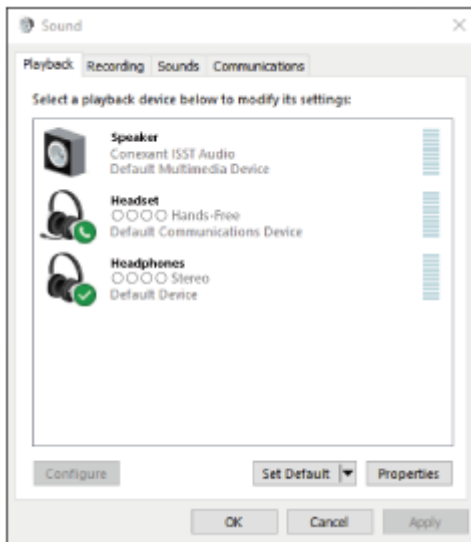 Sound
Playback Recording Sounds Communications
Select a playback device below to modify its settings:
Speaker
Conexant ISST Audio
Default Multimedia Device
Headset
○○○○ Hands-Free
Default Communications Device
Headphones
○○○○ Stereo
Default Device
Configure Set Default Properties
OK Cancel Apply